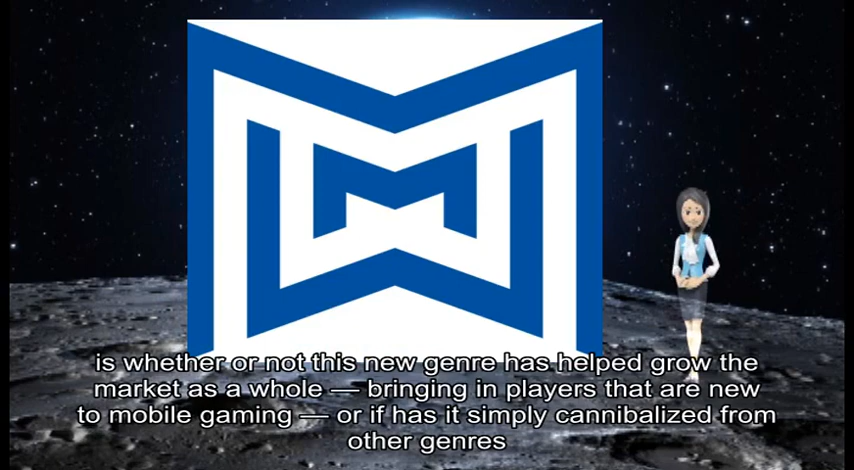 is whether or not this new genre has helped grow the
market as a whole — bringing in players that are new
to mobile gaming — or if has it simply cannibalized from
other genres